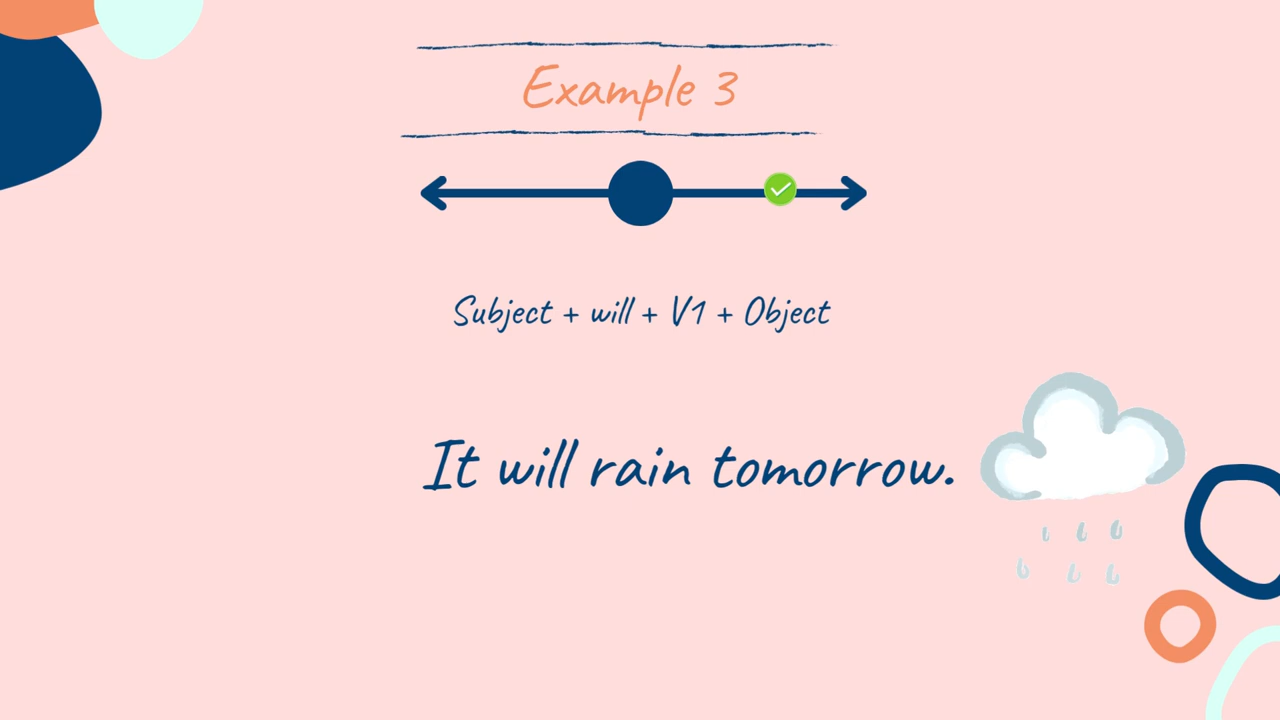 Example 3
Subject + will + V1 + Object
It will rain tomorrow.